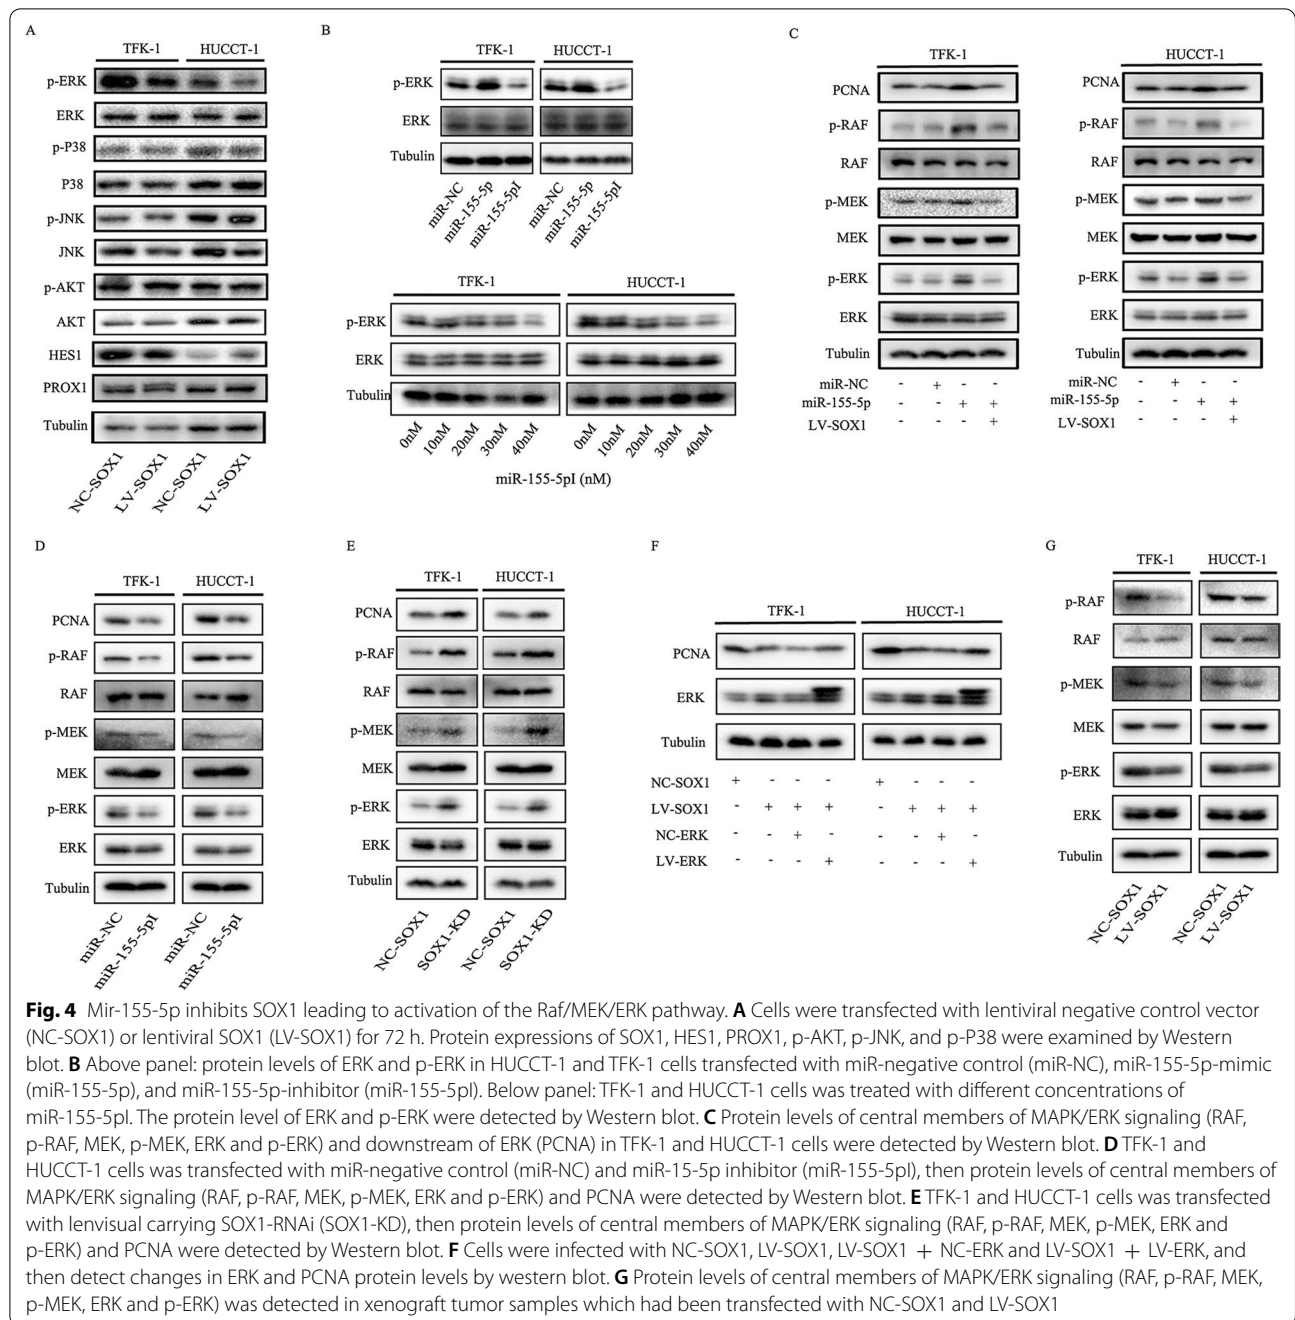 A
TFK-1 HUCCT-1
p-ERK
ERK
p-P38
P38
p-JNK
JNK
p-AKT
AKT
HES1
PROX1
Tubulin
NC-SOX1 LV-SOX1 NC-SOX1 LV-SOX1
B
TFK-1 HUCCT-1
p-ERK
ERK
Tubulin
miR-NC miR-155-5p miR-155-5pI miR-NC miR-155-5p miR-155-5pI
TFK-1 HUCCT-1
p-ERK
ERK
Tubulin
0nM 10nM 20nM 30nM 40nM 0nM 10nM 20nM 30nM 40nM
miR-155-5pI (nM)
C
TFK-1
PCNA
p-RAF
RAF
p-MEK
MEK
p-ERK
ERK
Tubulin
miR-NC - + - -
miR-155-5p - - + +
LV-SOX1 - - - +
HUCCT-1
PCNA
p-RAF
RAF
p-MEK
MEK
p-ERK
ERK
Tubulin
miR-NC - + - -
miR-155-5p - - + +
LV-SOX1 - - - +
D
TFK-1 HUCCT-1
PCNA
p-RAF
RAF
p-MEK
MEK
p-ERK
ERK
Tubulin
miR-NC miR-155-5pI miR-NC miR-155-5pI
E
TFK-1 HUCCT-1
PCNA
p-RAF
RAF
p-MEK
MEK
p-ERK
ERK
Tubulin
NC-SOX1 SOX1-KD NC-SOX1 SOX1-KD
F
TFK-1 HUCCT-1
PCNA
ERK
Tubulin
NC-SOX1 + - - - + - - -
LV-SOX1 - + + + - + + +
NC-ERK - - + - - - + -
LV-ERK - - - + - - - +
G
TFK-1 HUCCT-1
p-RAF
RAF
p-MEK
MEK
p-ERK
ERK
Tubulin
NC-SOX1 LV-SOX1 NC-SOX1 LV-SOX1
Fig. 4 Mir-155-5p inhibits SOX1 leading to activation of the Raf/MEK/ERK pathway. A Cells were transfected with lentiviral negative control vector
(NC-SOX1) or lentiviral SOX1 (LV-SOX1) for 72 h. Protein expressions of SOX1, HES1, PROX1, p-AKT, p-JNK, and p-P38 were examined by Western
blot. B Above panel: protein levels of ERK and p-ERK in HUCCT-1 and TFK-1 cells transfected with miR-negative control (miR-NC), miR-155-5p-mimic
(miR-155-5p), and miR-155-5p-inhibitor (miR-155-5pI). Below panel: TFK-1 and HUCCT-1 cells was treated with different concentrations of
miR-155-5pI. The protein level of ERK and p-ERK were detected by Western blot. C Protein levels of central members of MAPK/ERK signaling (RAF,
p-RAF, MEK, p-MEK, ERK and p-ERK) and downstream of ERK (PCNA) in TFK-1 and HUCCT-1 cells were detected by Western blot. D TFK-1 and
HUCCT-1 cells was transfected with miR-negative control (miR-NC) and miR-15-5p inhibitor (miR-155-5pI), then protein levels of central members of
MAPK/ERK signaling (RAF, p-RAF, MEK, p-MEK, ERK and p-ERK) and PCNA were detected by Western blot. E TFK-1 and HUCCT-1 cells was transfected
with lenvisual carrying SOX1-RNAi (SOX1-KD), then protein levels of central members of MAPK/ERK signaling (RAF, p-RAF, MEK, p-MEK, ERK and
p-ERK) and PCNA were detected by Western blot. F Cells were infected with NC-SOX1, LV-SOX1, LV-SOX1 + NC-ERK and LV-SOX1 + LV-ERK, and
then detect changes in ERK and PCNA protein levels by western blot. G Protein levels of central members of MAPK/ERK signaling (RAF, p-RAF, MEK,
p-MEK, ERK and p-ERK) was detected in xenograft tumor samples which had been transfected with NC-SOX1 and LV-SOX1